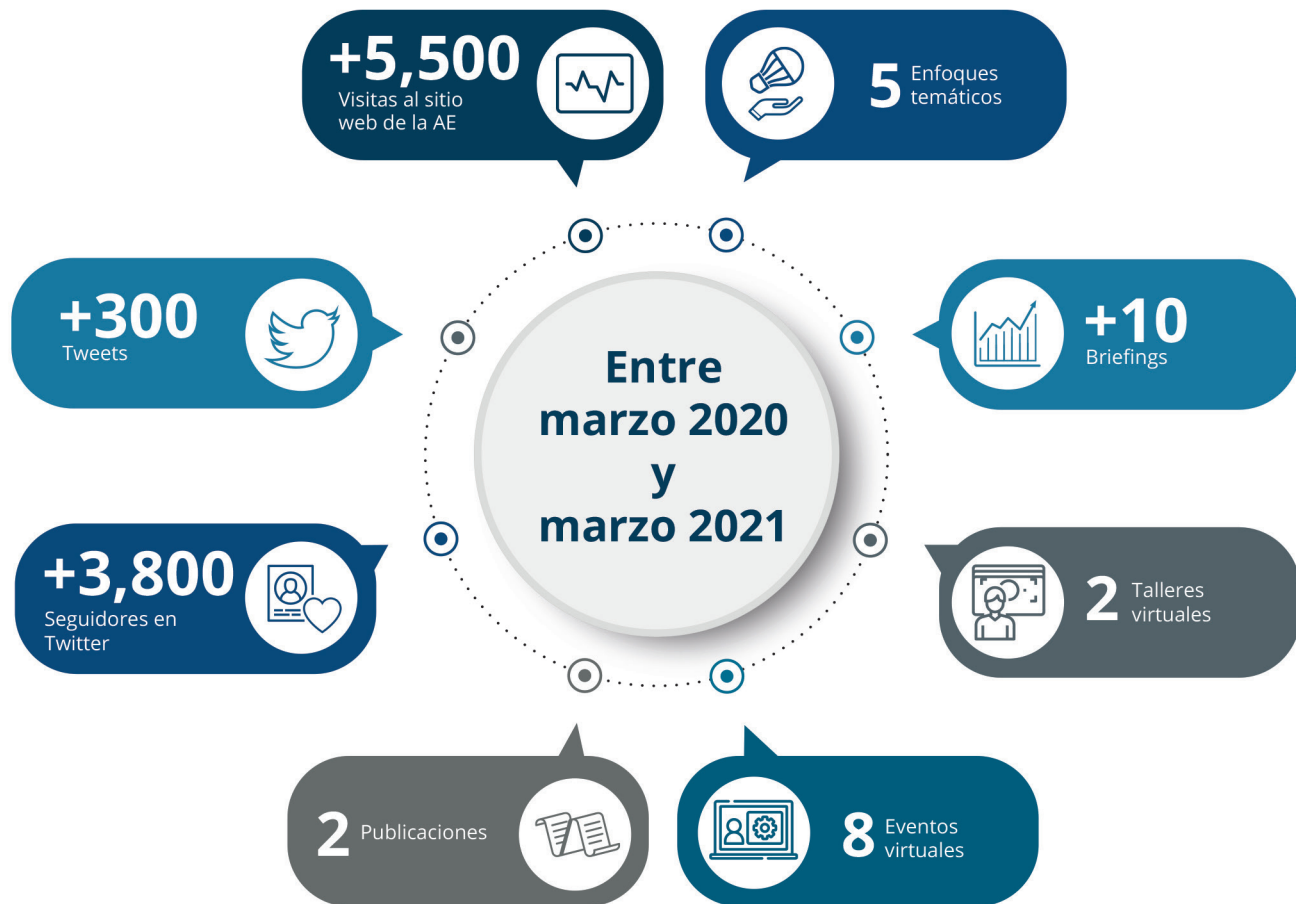 +5,500
Visitas al sitio
web de la AE
5
Enfoques
temáticos
+300
Tweets
+10
Briefings
Entre
marzo 2020
y
marzo 2021
+3,800
Seguidores en
Twitter
2
Talleres
virtuales
2
Publicaciones
8
Eventos
virtuales